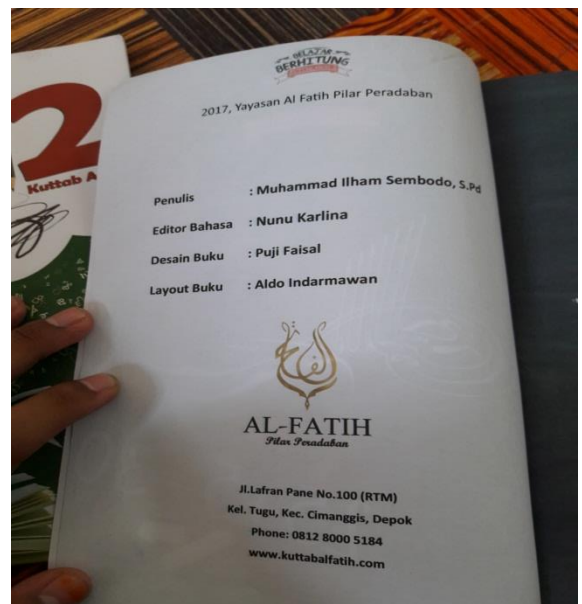 BELAJAR
BERHITUNG
2017, Yayasan Al Fatih Pilar Peradaban
Penulis : Muhammad Ilham Sembodo, S.Pd
Editor Bahasa : Nunu Karlina
Desain Buku : Puji Faisal
Layout Buku : Aldo Indarmawan
الفاتح
AL-FATIH
Pilar Peradaban
Jl.Lafran Pane No.100 (RTM)
Kel. Tugu, Kec. Cimanggis, Depok
Phone: 0812 8000 5184
www.kuttabalfatih.com
2
Kuttab A